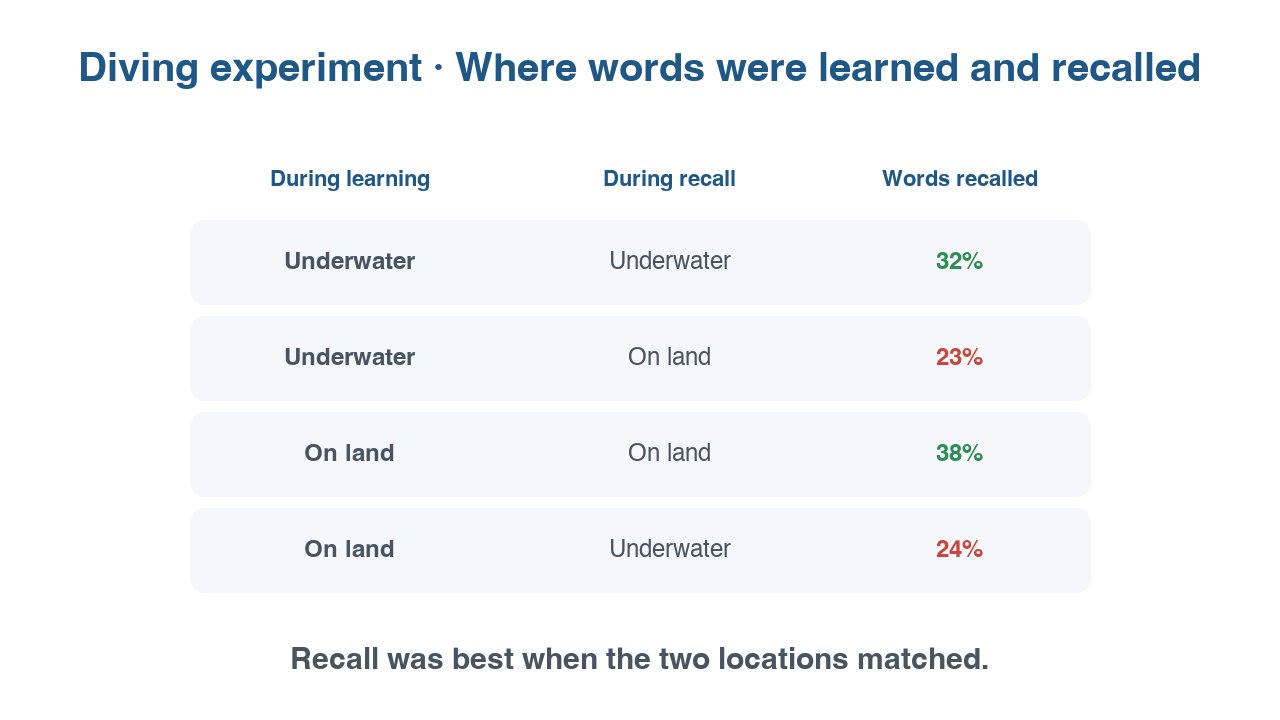 Diving experiment · Where words were learned and recalled
During learning During recall Words recalled
Underwater Underwater 32%
Underwater On land 23%
On land On land 38%
On land Underwater 24%
Recall was best when the two locations matched.